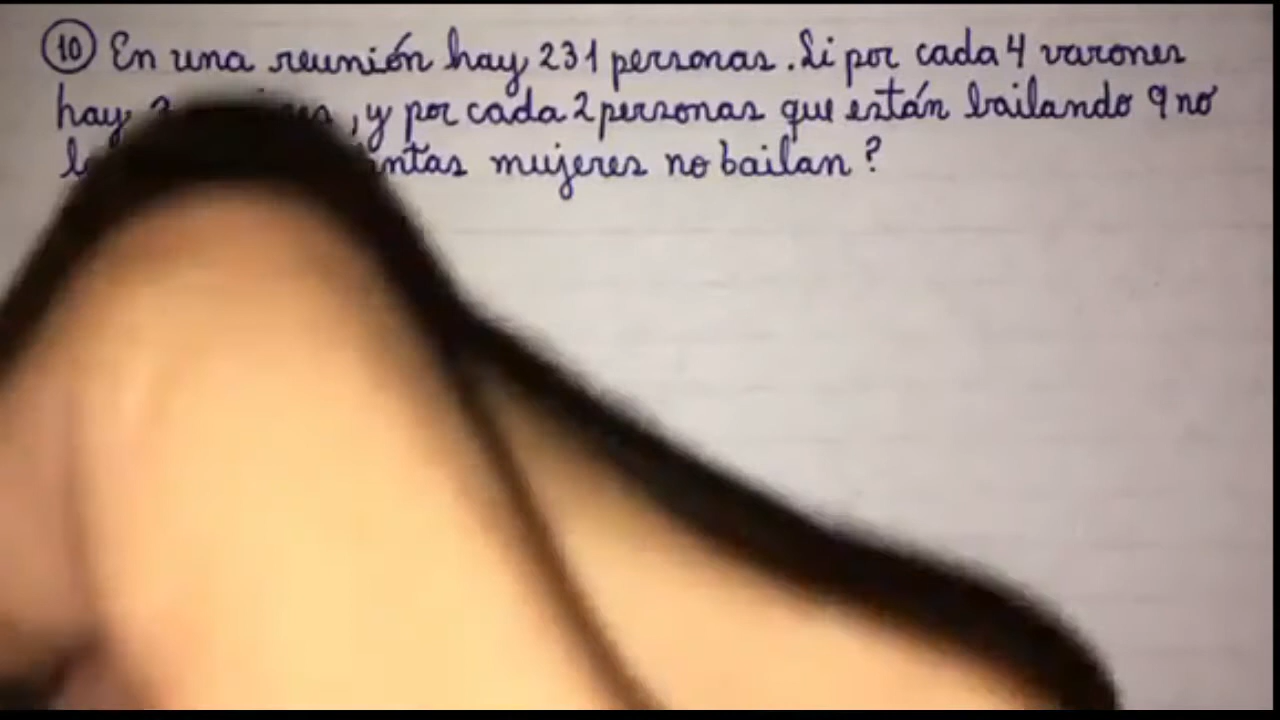 10 En una reunión hay 231 personas. Si por cada 4 varones
hay , y por cada 2 personas que están bailando 9 no
mujeres no bailan?